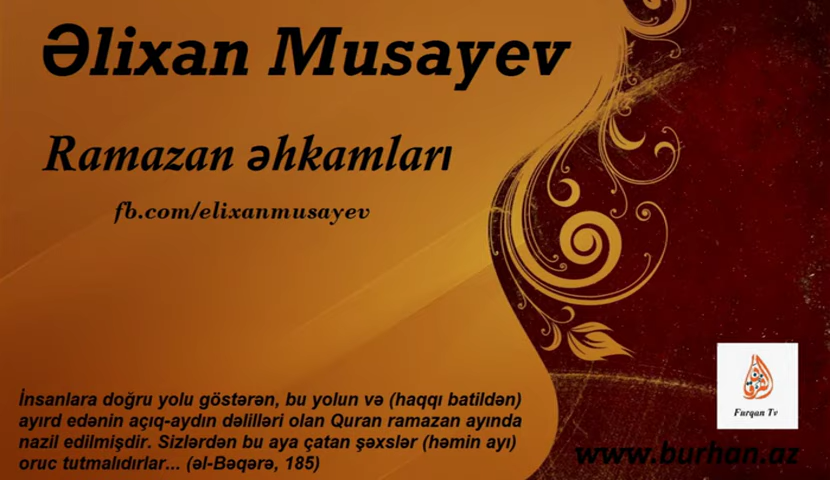 Əlixan Musayev
Ramazan əhkamları
fb.com/elixanmusayev
İnsanlara doğru yolu göstərən, bu yolun və (haqqı batildən)
ayırd edənin açıq-aydın dəlilləri olan Quran ramazan ayında
nazil edilmişdir. Sizlərdən bu aya çatan şəxslər (həmin ayı)
oruc tutmalıdırlar... (əl-Bəqərə, 185)
Furqan Tv
www.burhan.az